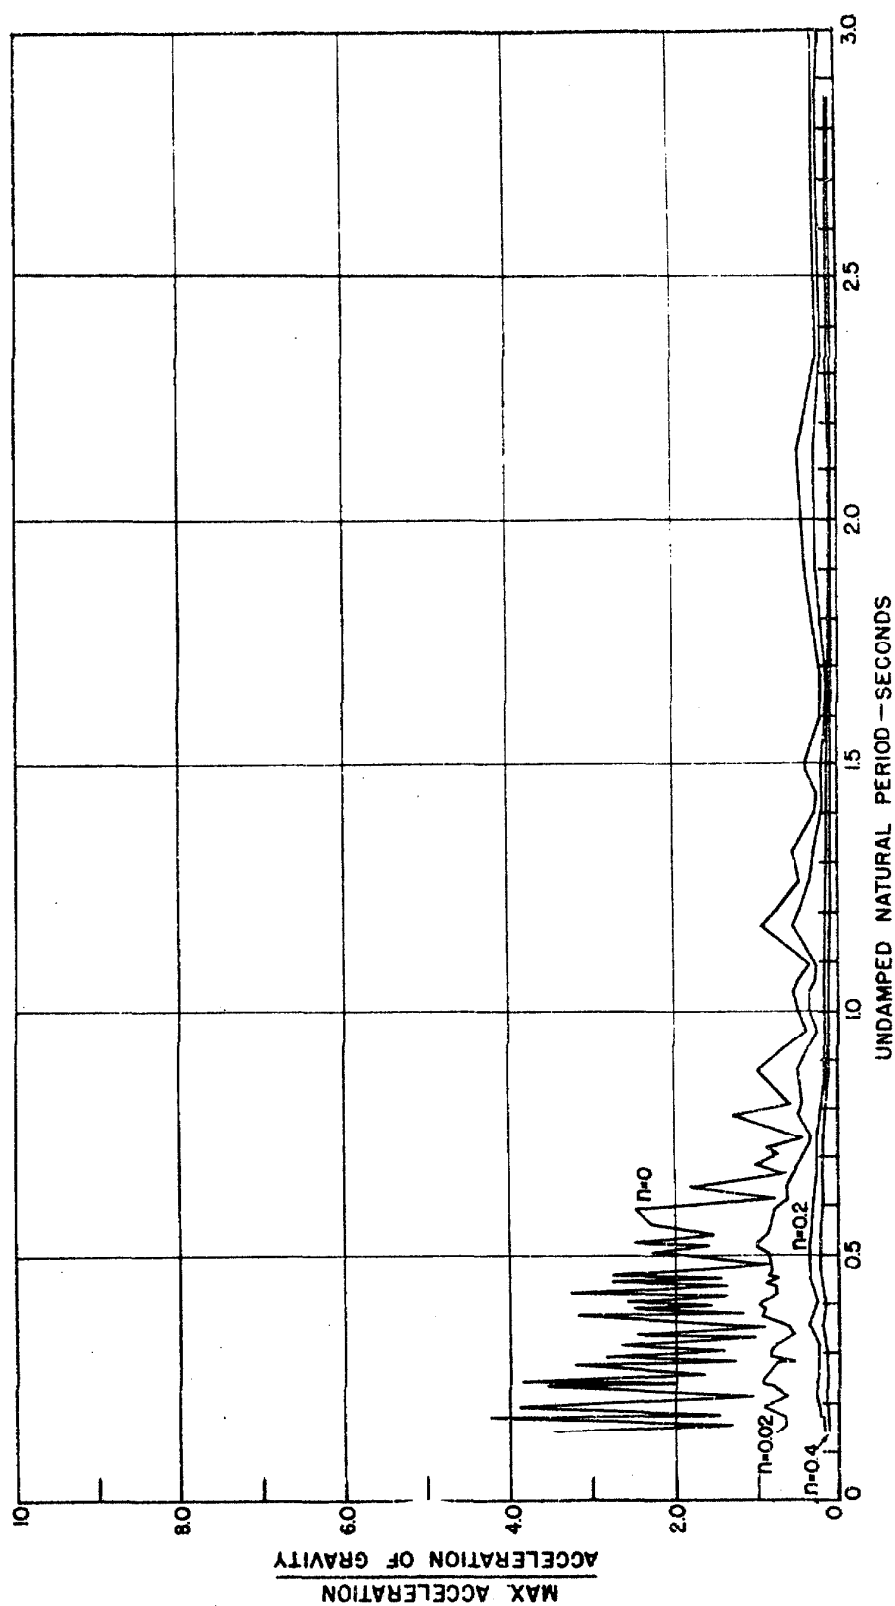 MAX. ACCELERATION
ACCELERATION OF GRAVITY
10
8.0
6.0
4.0
2.0
0
n=0
n=0.02
n=0.2
n=0.4
0
0.5
1.0
1.5
2.0
2.5
3.0
UNDAMPED NATURAL PERIOD—SECONDS